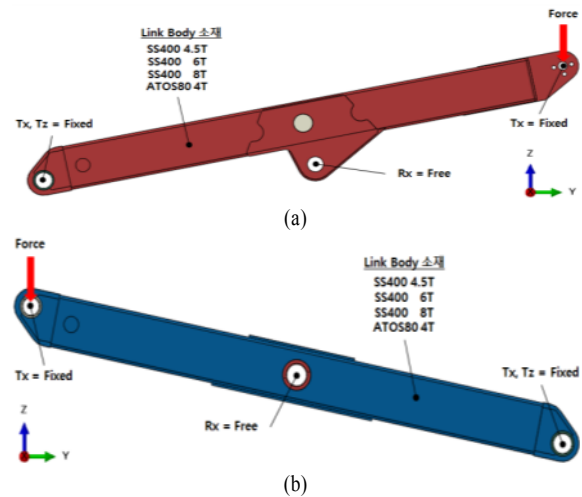 Force
Link Body 소재
SS400 4.5T
SS400 6T
SS400 8T
ATOS80 4T
Tx, Tz = Fixed
Tx = Fixed
Rx = Free
Z
Y
(a)
Force
Link Body 소재
SS400 4.5T
SS400 6T
SS400 8T
ATOS80 4T
Tx = Fixed
Tx, Tz = Fixed
Rx = Free
Z
Y
(b)